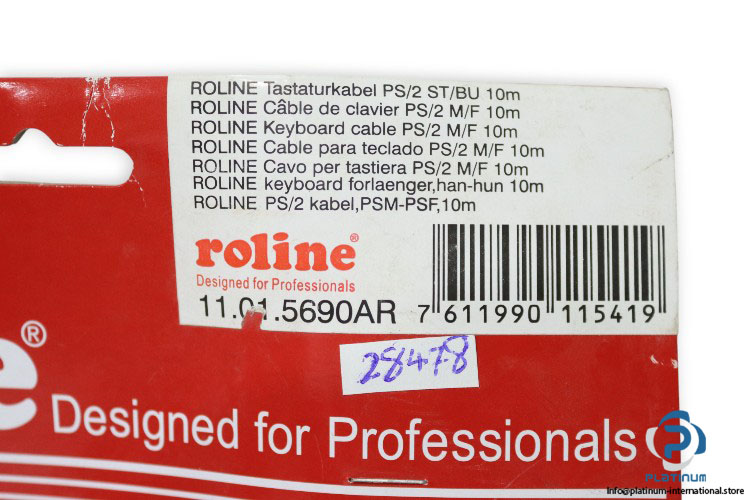 ROLINE Tastaturkabel PS/2 ST/BU 10m
ROLINE Câble de clavier PS/2 M/F 10m
ROLINE Keyboard cable PS/2 M/F 10m
ROLINE Cable para teclado PS/2 M/F 10m
ROLINE Cavo per tastiera PS/2 M/F 10m
ROLINE keyboard forlaenger,han-hun 10m
ROLINE PS/2 kabel,PSM-PSF,10m
roline®
Designed for Professionals
11.01.5690AR
7 611990 115419
28478
e®
Designed for Professionals
PLATINUM
Info@platinum-international.store